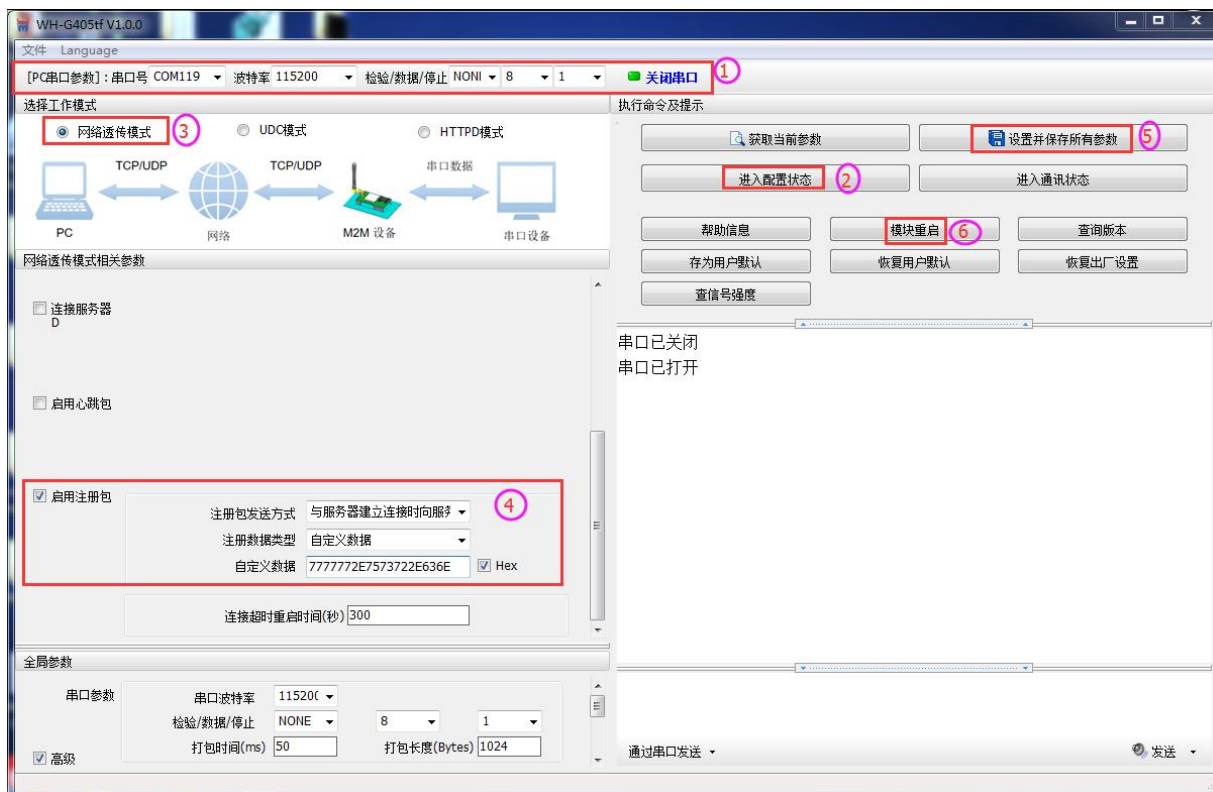 WH-G405tf V1.0.0
文件 Language
[PC串口参数]：串口号 COM119 波特率 115200 检验/数据/停止 NONI 8 1 关闭串口 ①
选择工作模式
网络透传模式 ③ UDC模式 HTTPD模式
TCP/UDP TCP/UDP 串口数据
PC 网络 M2M 设备 串口设备
网络透传模式相关参数
连接服务器
D
启用心跳包
启用注册包
注册包发送方式 与服务器建立连接时向服务 ④
注册数据类型 自定义数据
自定义数据 7777772E7573722E636E Hex
连接超时重启时间(秒) 300
全局参数
串口参数 串口波特率 115200
检验/数据/停止 NONE 8 1
打包时间(ms) 50 打包长度(Bytes) 1024
高级
执行命令及提示
获取当前参数 设置并保存所有参数 ⑤
进入配置状态 ② 进入通讯状态
帮助信息 模块重启 ⑥ 查询版本
存为用户默认 恢复用户默认 恢复出厂设置
查信号强度
串口已关闭
串口已打开
通过串口发送 发送